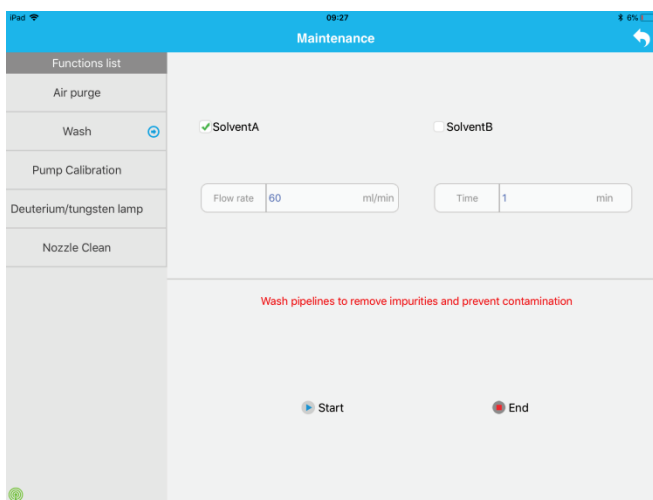 iPad 09:27 6%
Maintenance
Functions list
Air purge
Wash
Pump Calibration
Deuterium/tungsten lamp
Nozzle Clean
SolventA SolventB
Flow rate 60 ml/min Time 1 min
Wash pipelines to remove impurities and prevent contamination
Start End